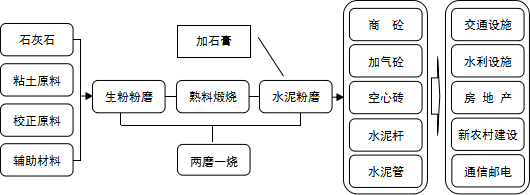 石灰石
粘土原料
校正原料
辅助材料
加石膏
生粉粉磨
熟料煅烧
水泥粉磨
两磨一烧
商 砼
加气砼
空心砖
水泥杆
水泥管
交通设施
水利设施
房 地 产
新农村建设
通信邮电